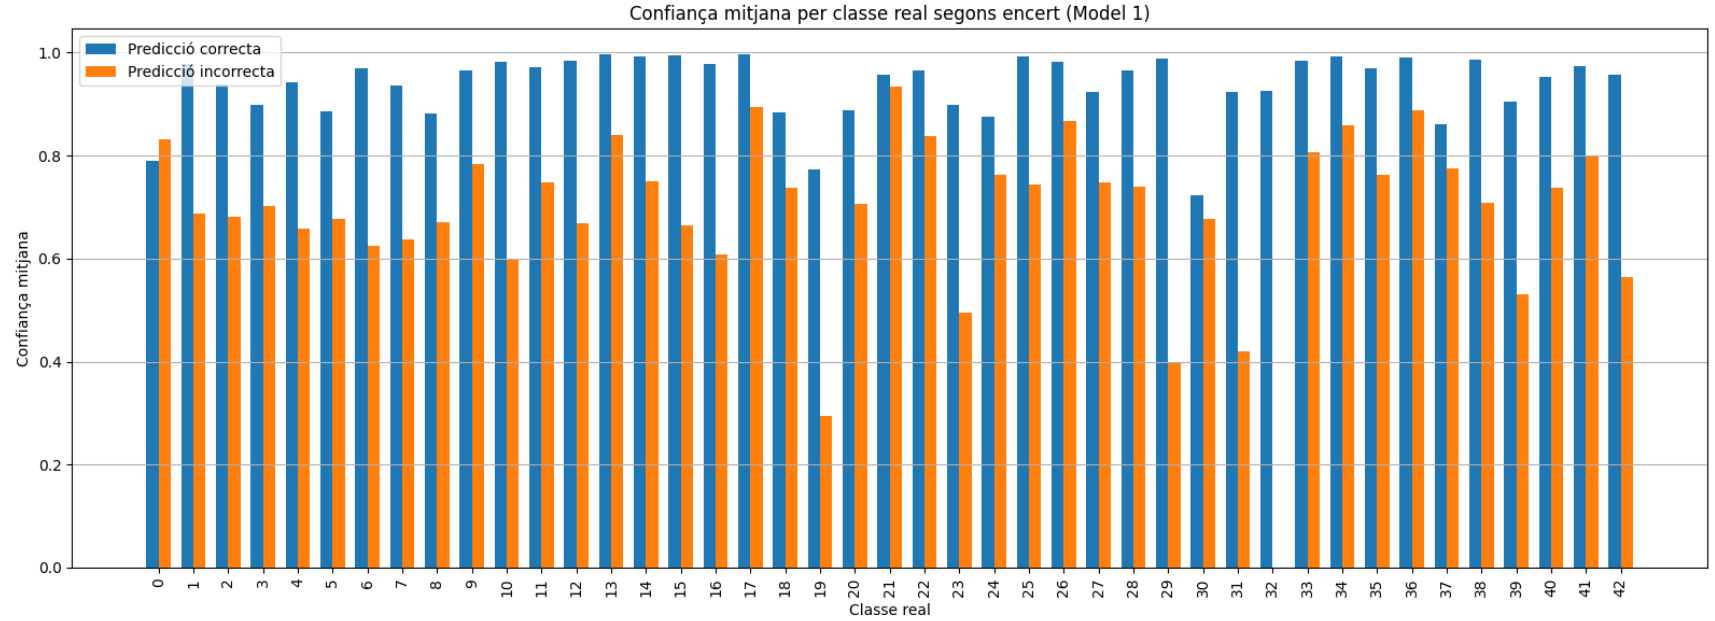 Confiança mitjana per classe real segons encert (Model 1)
Predicció correcta
Predicció incorrecta
1.0
0.8
0.6
0.4
0.2
0.0
Confiança mitjana
0 1 2 3 4 5 6 7 8 9 10 11 12 13 14 15 16 17 18 19 20 21 22 23 24 25 26 27 28 29 30 31 32 33 34 35 36 37 38 39 40 41 42
Classe real